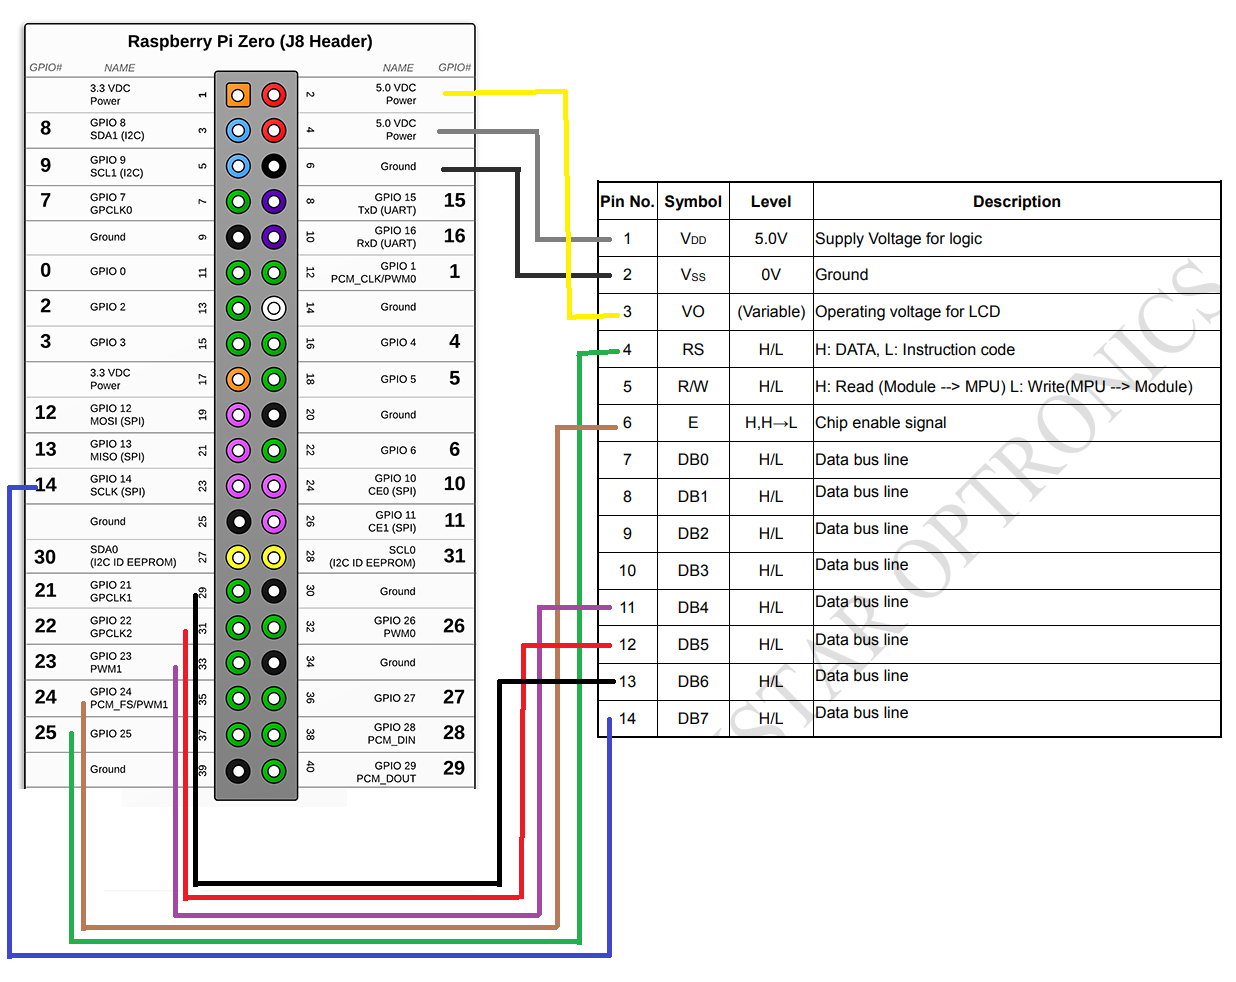 Raspberry Pi Zero (J8 Header)
GPIO# NAME NAME GPIO#
3.3 VDC
Power
1 2
5.0 VDC
Power
8
GPIO 8
SDA1 (I2C)
3 4
5.0 VDC
Power
9
GPIO 9
SCL1 (I2C)
5 6
Ground
7
GPIO 7
GPCLK0
7 8
GPIO 15
TxD (UART)
15
Ground
9 10
GPIO 16
RxD (UART)
16
0
GPIO 0
11 12
GPIO 1
PCM_CLK/PWM0
1
2
GPIO 2
13 14
Ground
3
GPIO 3
15 16
GPIO 4
4
3.3 VDC
Power
17 18
GPIO 5
5
12
GPIO 12
MOSI (SPI)
19 20
Ground
13
GPIO 13
MISO (SPI)
21 22
GPIO 6
6
14
GPIO 14
SCLK (SPI)
23 24
GPIO 10
CE0 (SPI)
10
Ground
25 26
GPIO 11
CE1 (SPI)
11
30
SDA0
(I2C ID EEPROM)
27 28
SCL0
(I2C ID EEPROM)
31
21
GPIO 21
GPCLK1
29 30
Ground
22
GPIO 22
GPCLK2
31 32
GPIO 26
PWM0
26
23
GPIO 23
PWM1
33 34
Ground
24
GPIO 24
PCM_FS/PWM1
35 36
GPIO 27
27
25
GPIO 25
37 38
GPIO 28
PCM_DIN
28
Ground
39 40
GPIO 29
PCM_DOUT
29
Pin No. Symbol Level Description
1 VDD 5.0V Supply Voltage for logic
2 VSS 0V Ground
3 VO (Variable) Operating voltage for LCD
4 RS H/L H: DATA, L: Instruction code
5 R/W H/L H: Read (Module --> MPU) L: Write(MPU --> Module)
6 E H,H→L Chip enable signal
7 DB0 H/L Data bus line
8 DB1 H/L Data bus line
9 DB2 H/L Data bus line
10 DB3 H/L Data bus line
11 DB4 H/L Data bus line
12 DB5 H/L Data bus line
13 DB6 H/L Data bus line
14 DB7 H/L Data bus line
STAR OPTRONICS